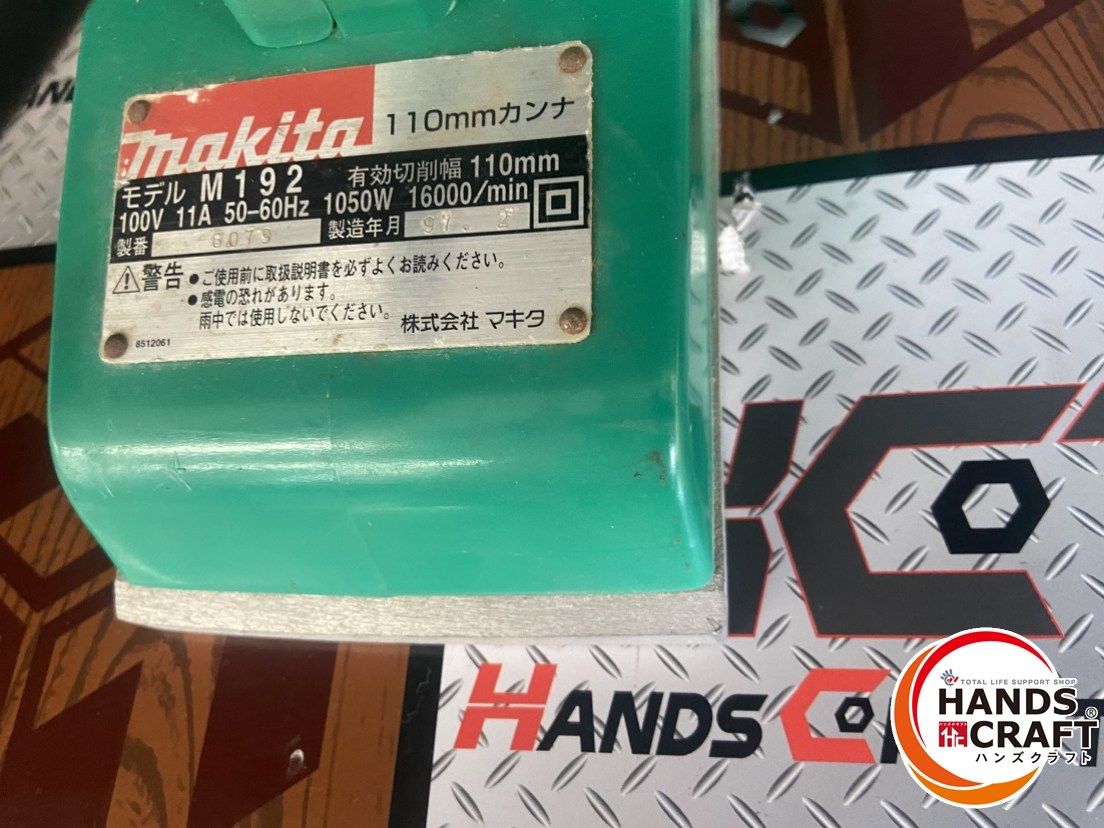 makita
110mmカンナ
モデル M192 有効切削幅 110mm
100V 11A 50-60Hz 1050W 16000/min
製番 8079 製造年月 97. 2
警告 ●ご使用前に取扱説明書を必ずよくお読みください。
●感電の恐れがあります。
雨中では使用しないでください。
株式会社 マキタ
8512061
HANDS
TOTAL LIFE SUPPORT SHOP
HANDS
CRAFT®
ハンズクラフト